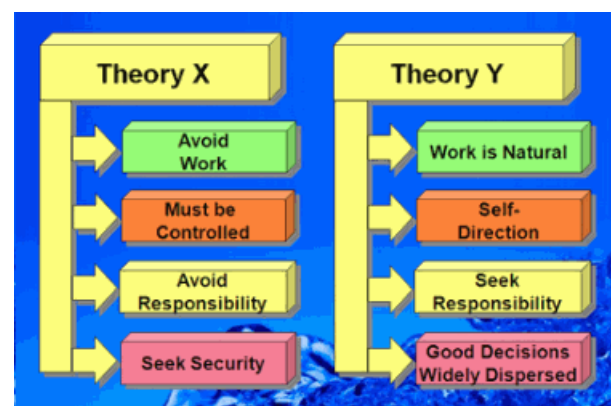 Theory X
Avoid
Work
Must be
Controlled
Avoid
Responsibility
Seek Security
Theory Y
Work is Natural
Self-
Direction
Seek
Responsibility
Good Decisions
Widely Dispersed